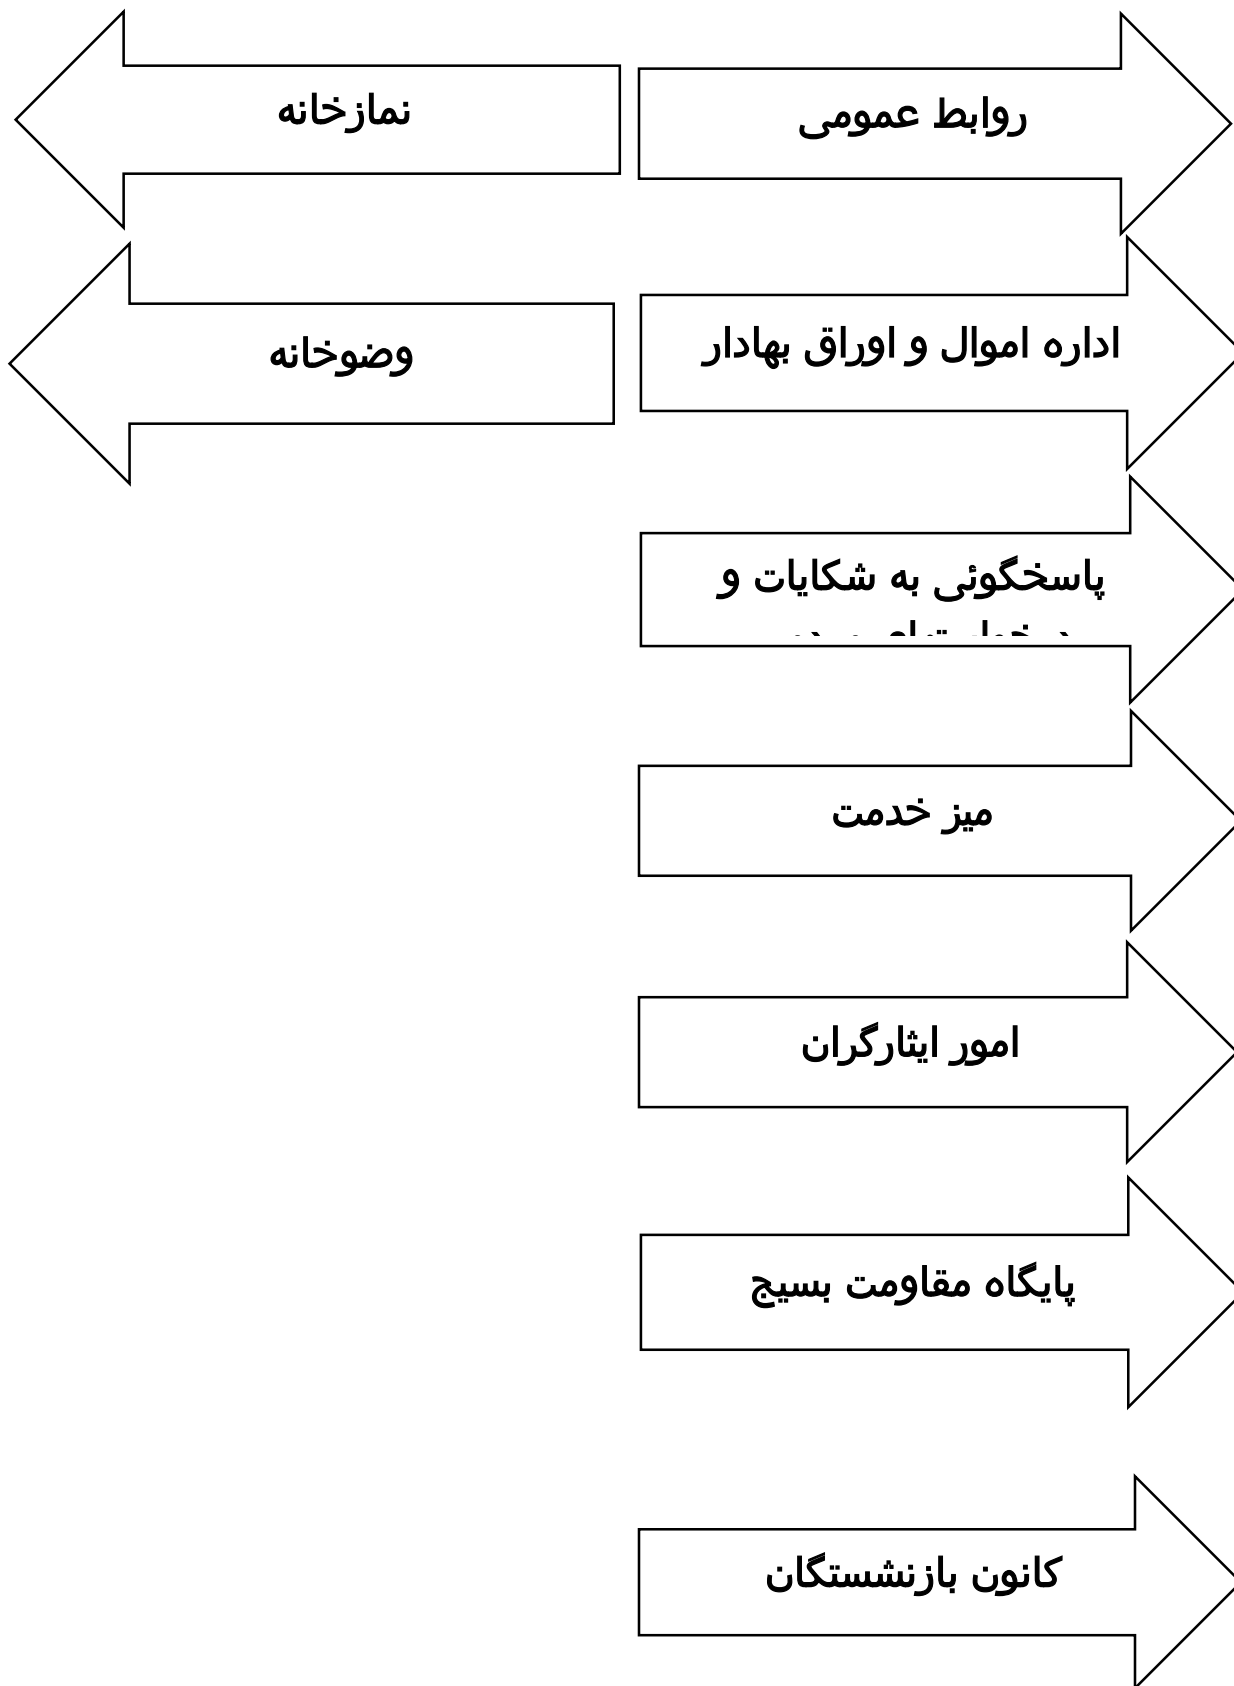 روابط عمومی
نمازخانه
اداره اموال و اوراق بهادار
وضوخانه
پاسخگوئی به شکایات و
میز خدمت
امور ایثارگران
پایگاه مقاومت بسیج
کانون بازنشستگان